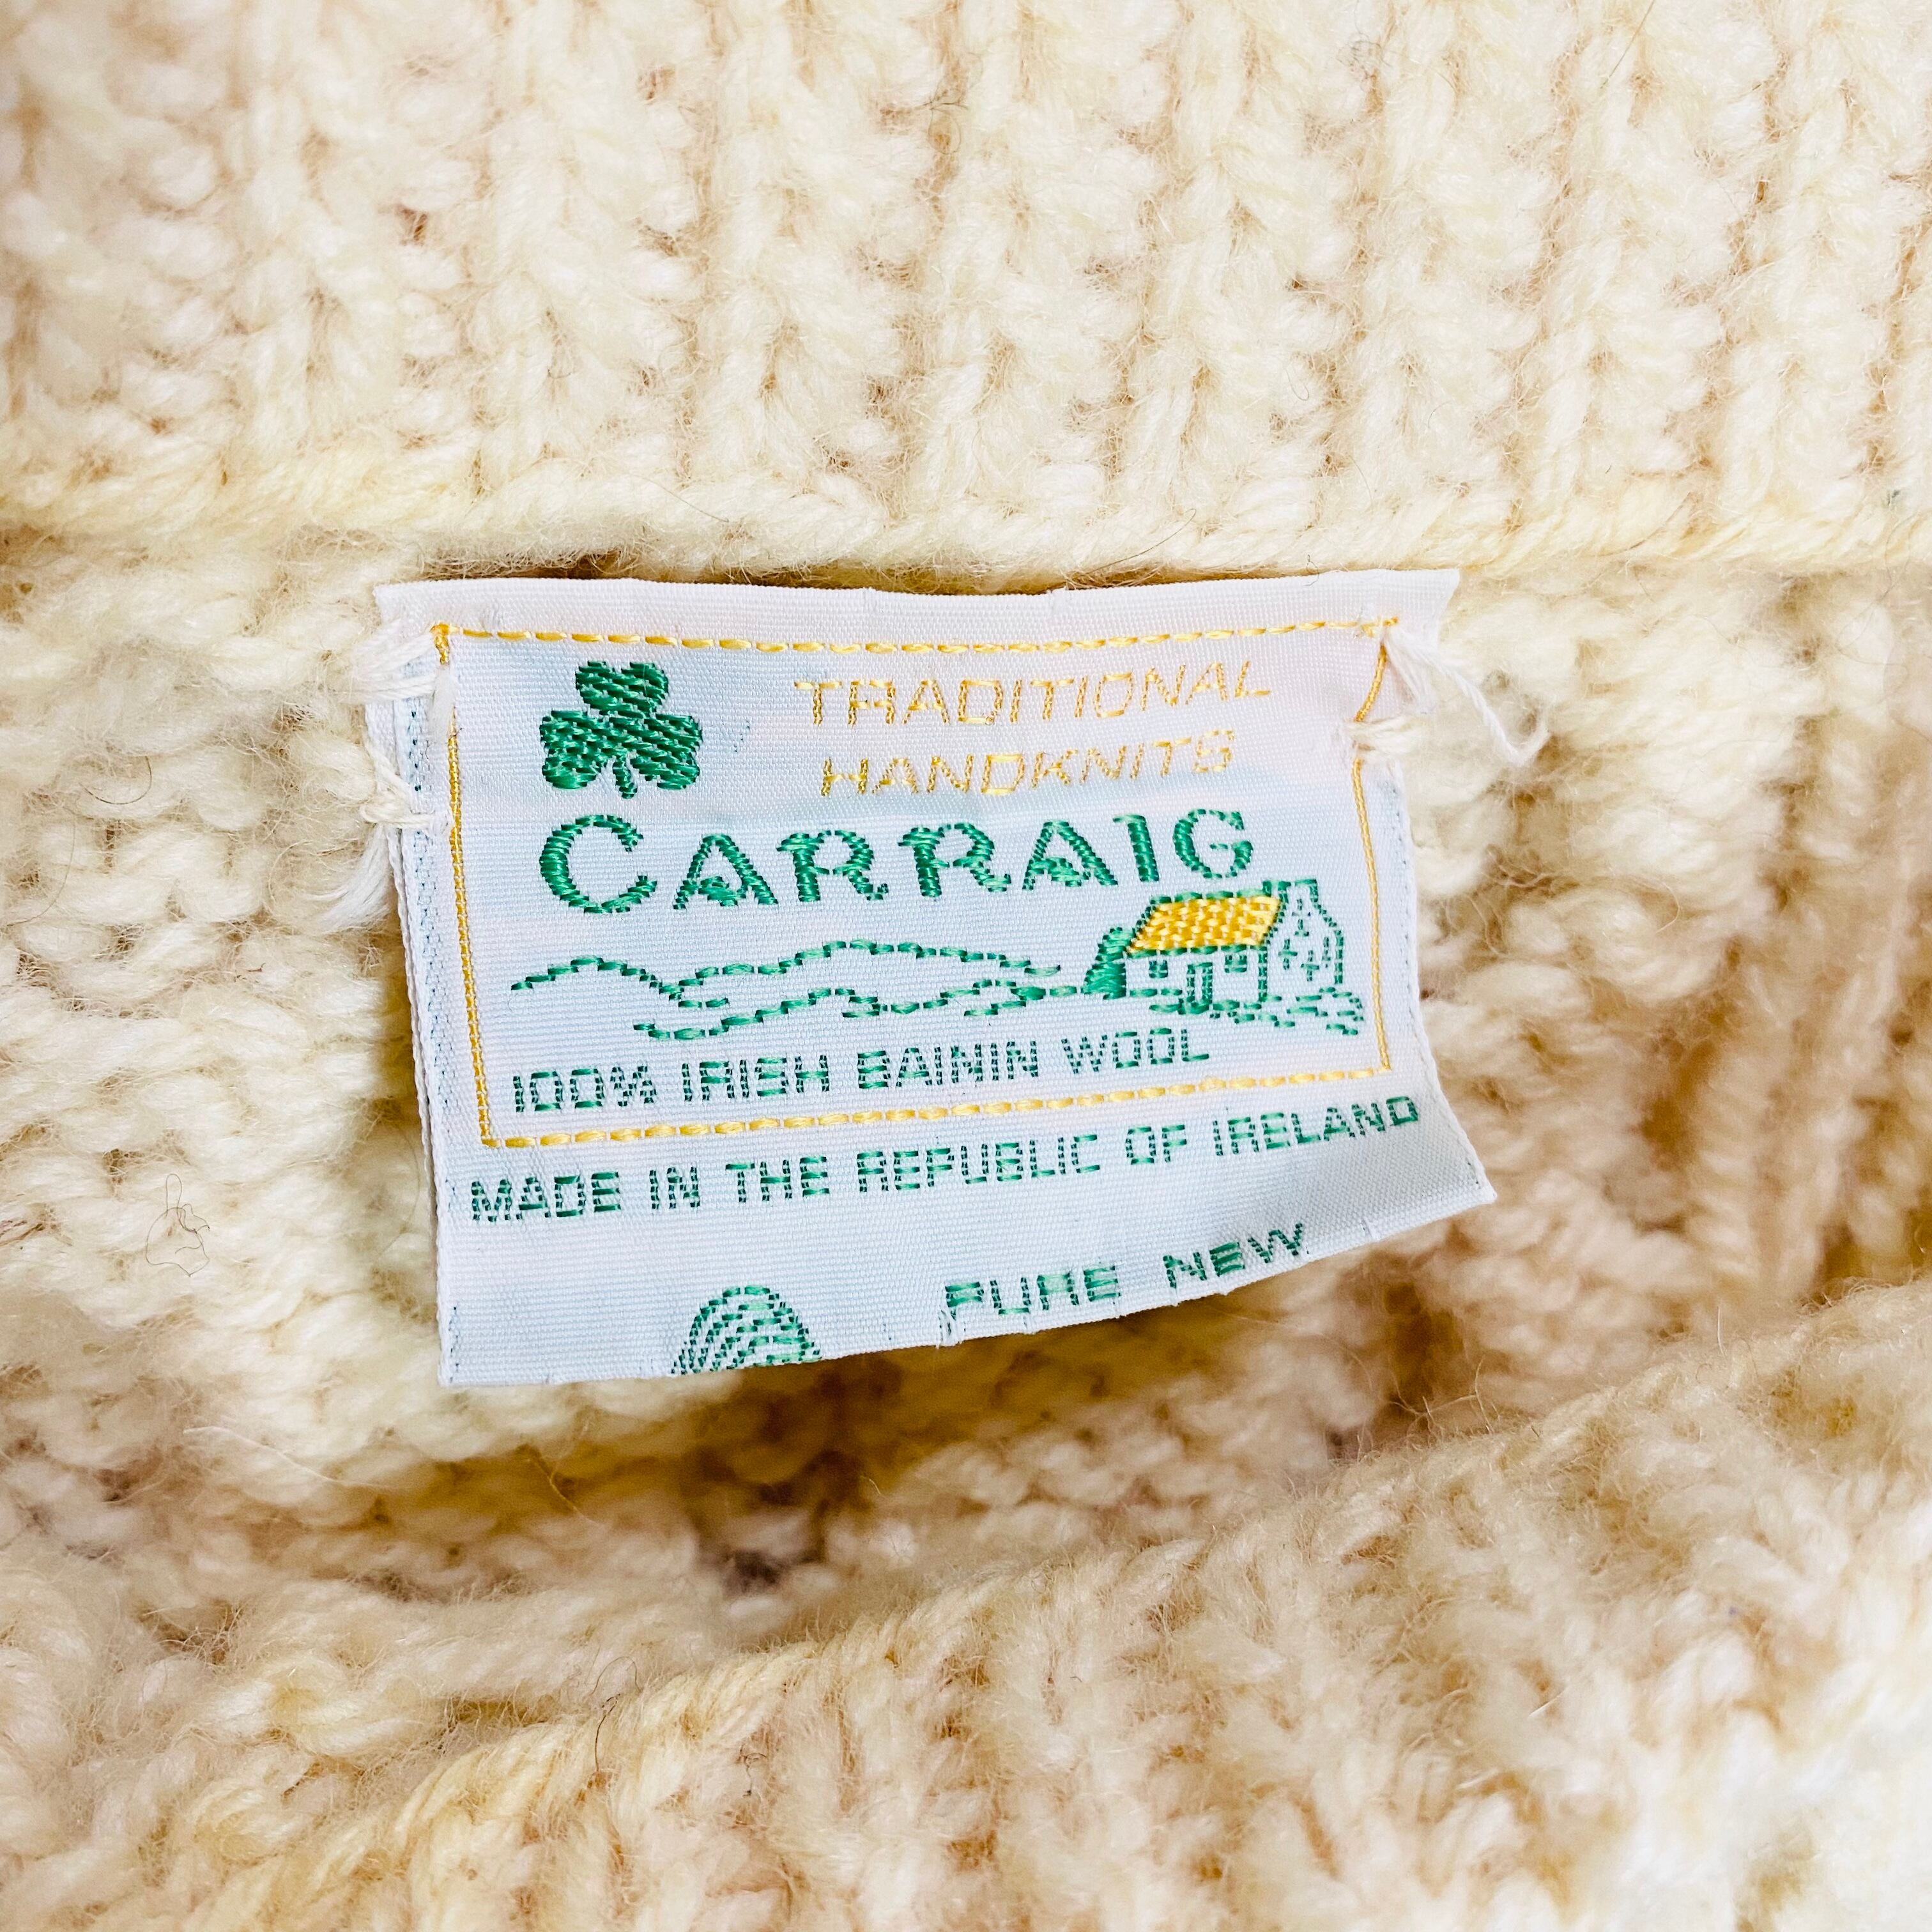 TRADITIONAL
HANDKNITS
CARRAIG
100% IRISH BAININ WOOL
MADE IN THE REPUBLIC OF IRELAND
PURE NEW